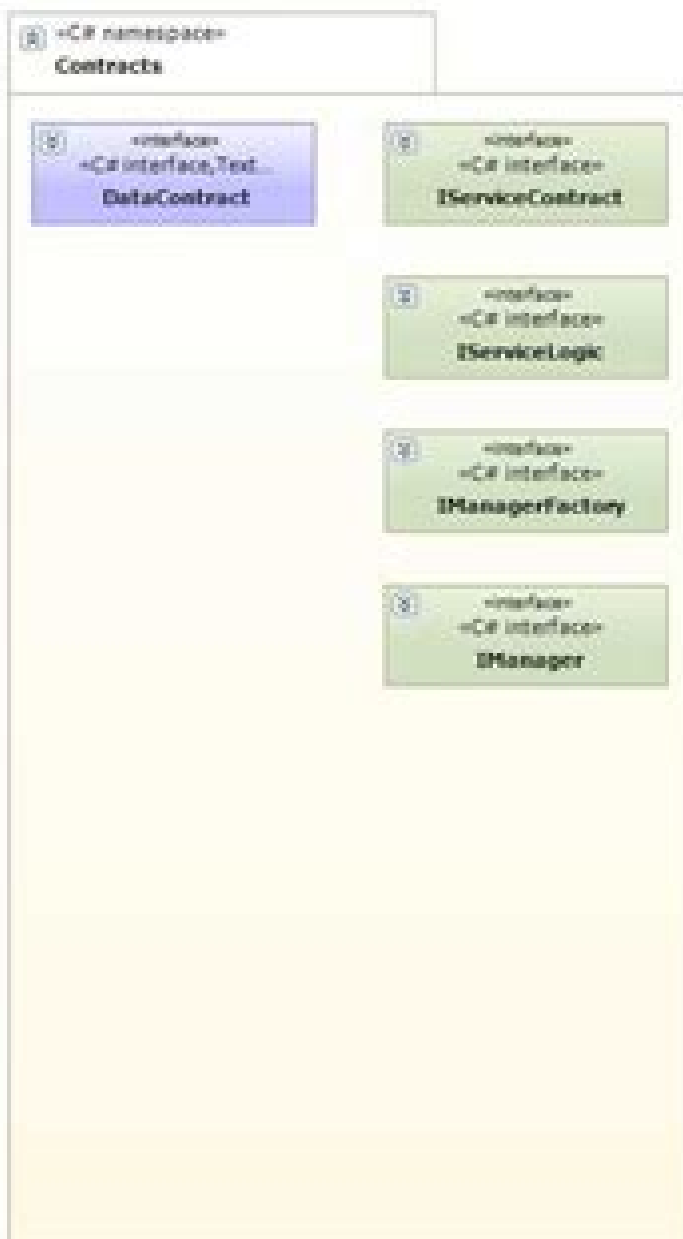 «C# namespace»
Contracts
«interface»
«C# interface,Text...
DataContract
«interface»
«C# interface»
IServiceContract
«interface»
«C# interface»
IServiceLogic
«interface»
«C# interface»
IManagerFactory
«interface»
«C# interface»
IManager